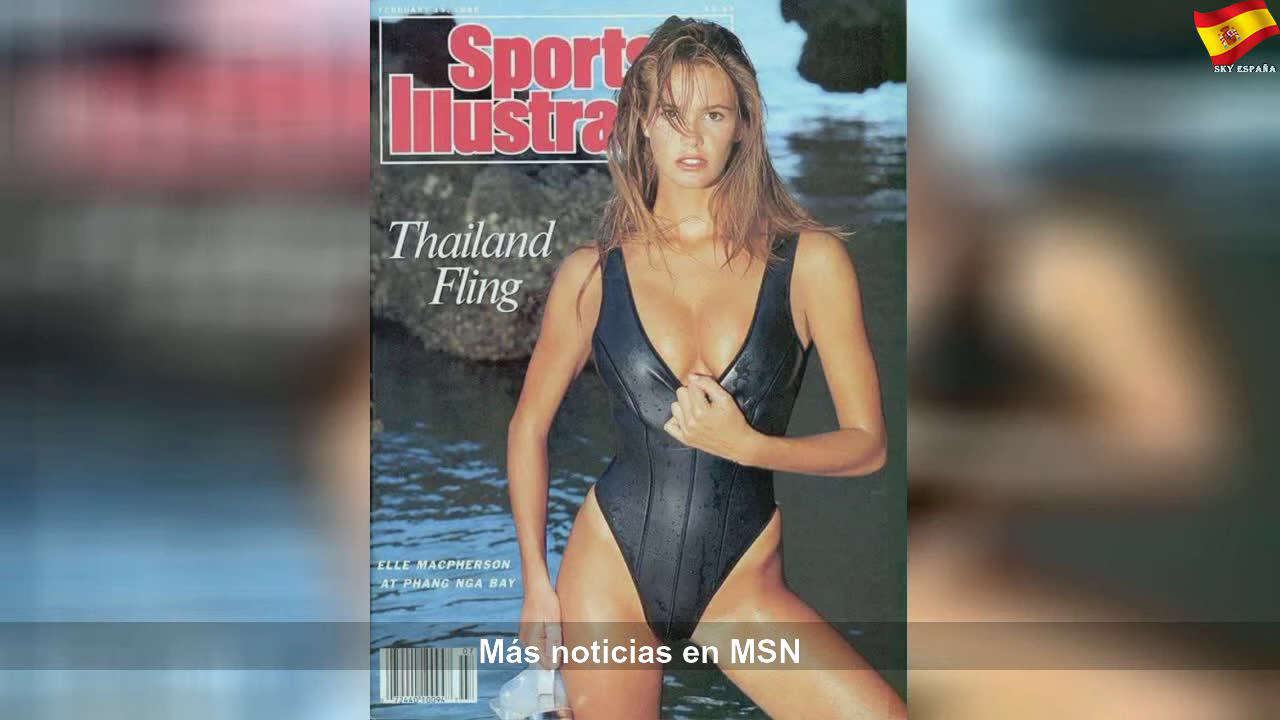 SKY ESPAÑA
Sports
Illustra
Thailand
Fling
ELLE MACPHERSON
AT PHANG NGA BAY
Más noticias en MSN